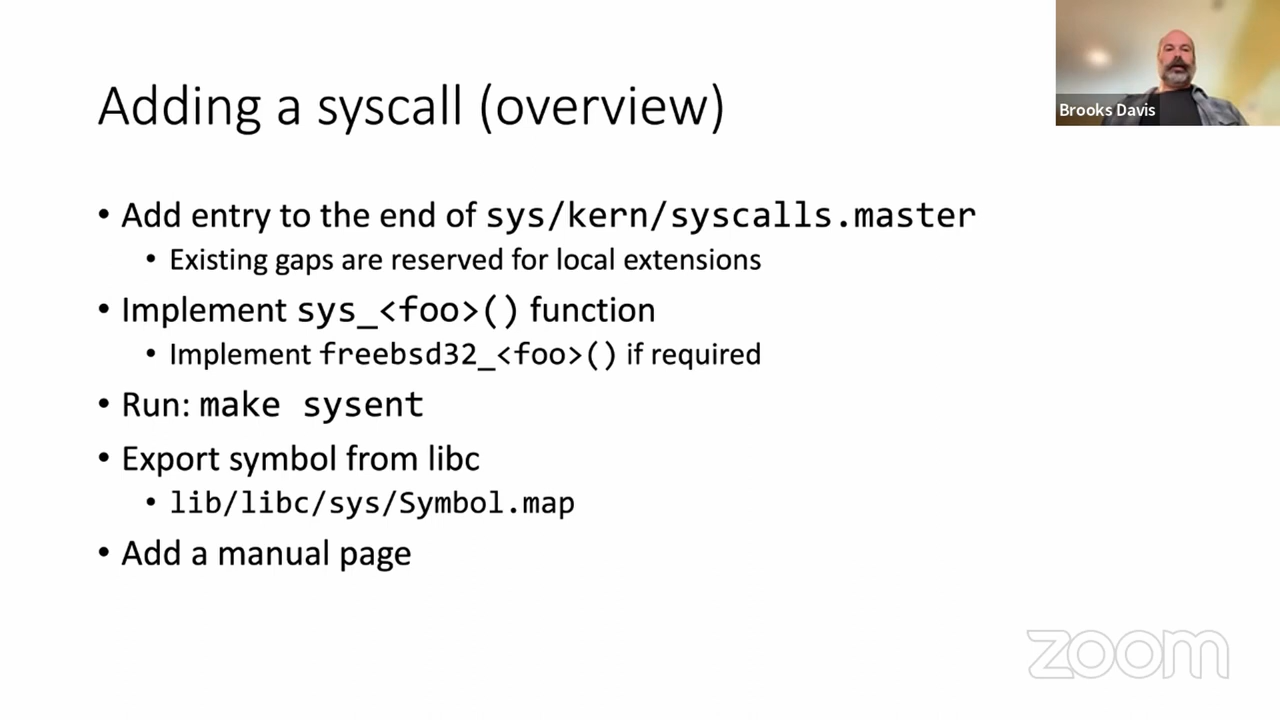 Adding a syscall (overview)
Brooks Davis
• Add entry to the end of sys/kern/syscalls.master
• Existing gaps are reserved for local extensions
• Implement sys_<foo>() function
• Implement freebsd32_<foo>() if required
• Run: make sysent
• Export symbol from libc
• lib/libc/sys/Symbol.map
• Add a manual page
zoom